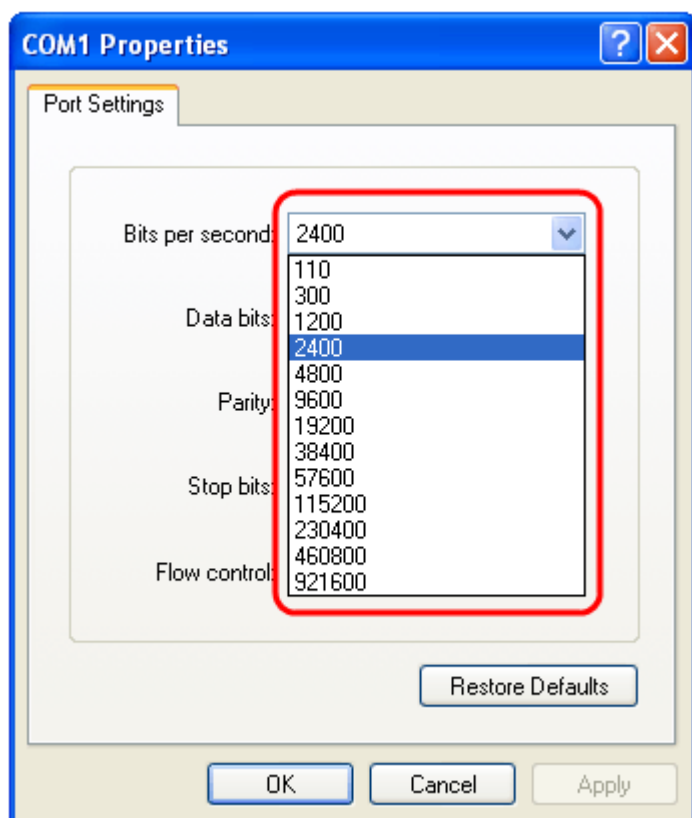 COM1 Properties
Port Settings
Bits per second: 2400
110
300
Data bits: 1200
2400
4800
Parity: 9600
19200
38400
Stop bits: 57600
115200
230400
460800
Flow control: 921600
Restore Defaults
OK Cancel Apply